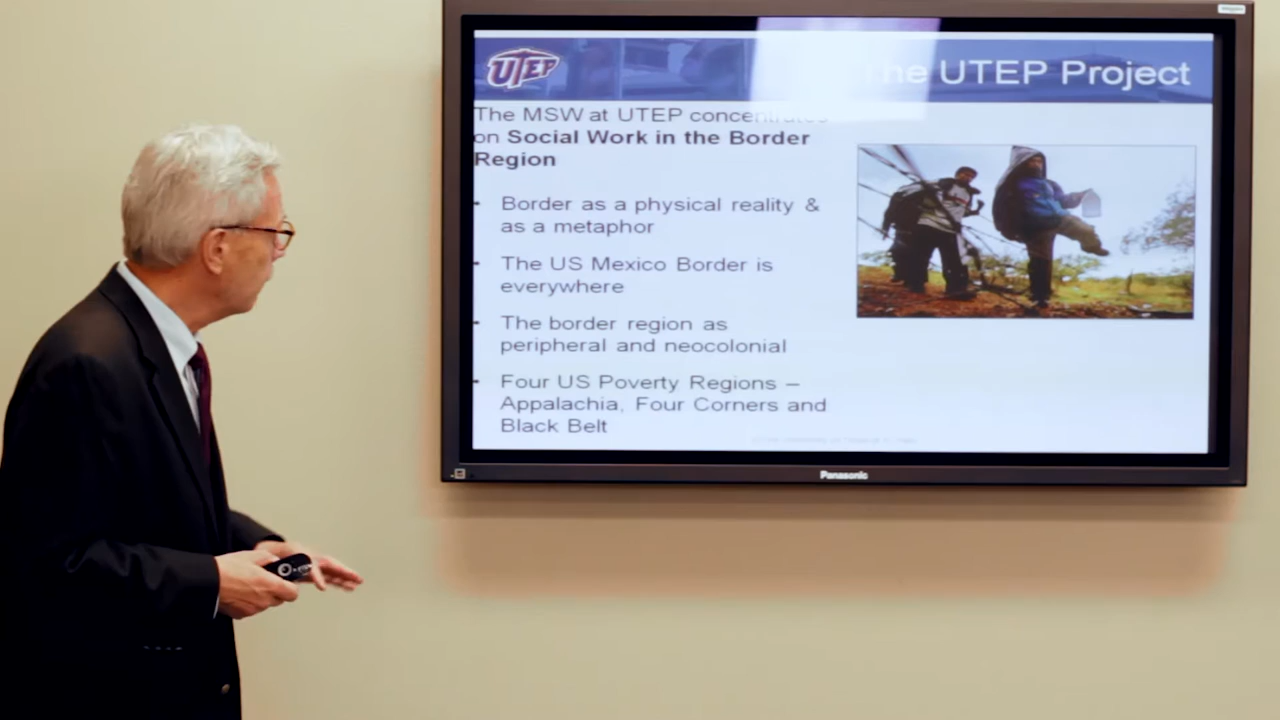 UTEP
The UTEP Project
The MSW at UTEP concentrates
on Social Work in the Border
Region
Border as a physical reality &
as a metaphor
The US Mexico Border is
everywhere
The border region as
peripheral and neocolonial
Four US Poverty Regions –
Appalachia, Four Corners and
Black Belt
Panasonic